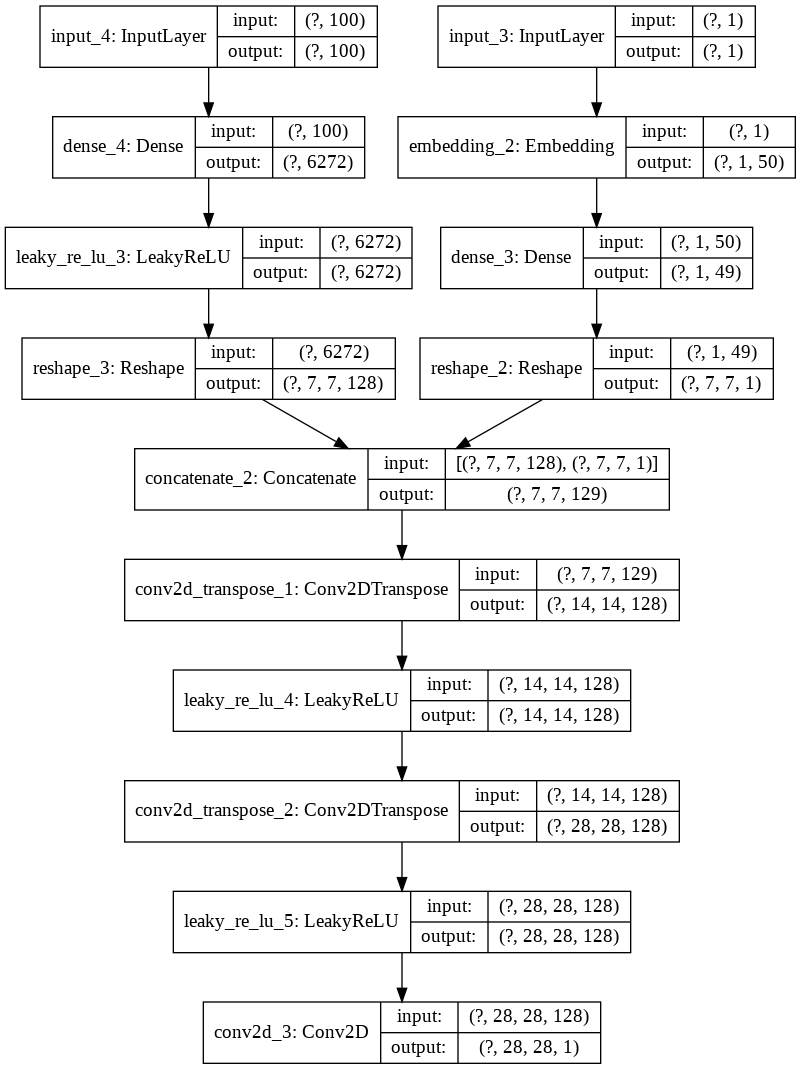 input_4: InputLayer
input: (?, 100)
output: (?, 100)
input_3: InputLayer
input: (?, 1)
output: (?, 1)
dense_4: Dense
input: (?, 100)
output: (?, 6272)
embedding_2: Embedding
input: (?, 1)
output: (?, 1, 50)
leaky_re_lu_3: LeakyReLU
input: (?, 6272)
output: (?, 6272)
dense_3: Dense
input: (?, 1, 50)
output: (?, 1, 49)
reshape_3: Reshape
input: (?, 6272)
output: (?, 7, 7, 128)
reshape_2: Reshape
input: (?, 1, 49)
output: (?, 7, 7, 1)
concatenate_2: Concatenate
input: [(?, 7, 7, 128), (?, 7, 7, 1)]
output: (?, 7, 7, 129)
conv2d_transpose_1: Conv2DTranspose
input: (?, 7, 7, 129)
output: (?, 14, 14, 128)
leaky_re_lu_4: LeakyReLU
input: (?, 14, 14, 128)
output: (?, 14, 14, 128)
conv2d_transpose_2: Conv2DTranspose
input: (?, 14, 14, 128)
output: (?, 28, 28, 128)
leaky_re_lu_5: LeakyReLU
input: (?, 28, 28, 128)
output: (?, 28, 28, 128)
conv2d_3: Conv2D
input: (?, 28, 28, 128)
output: (?, 28, 28, 1)